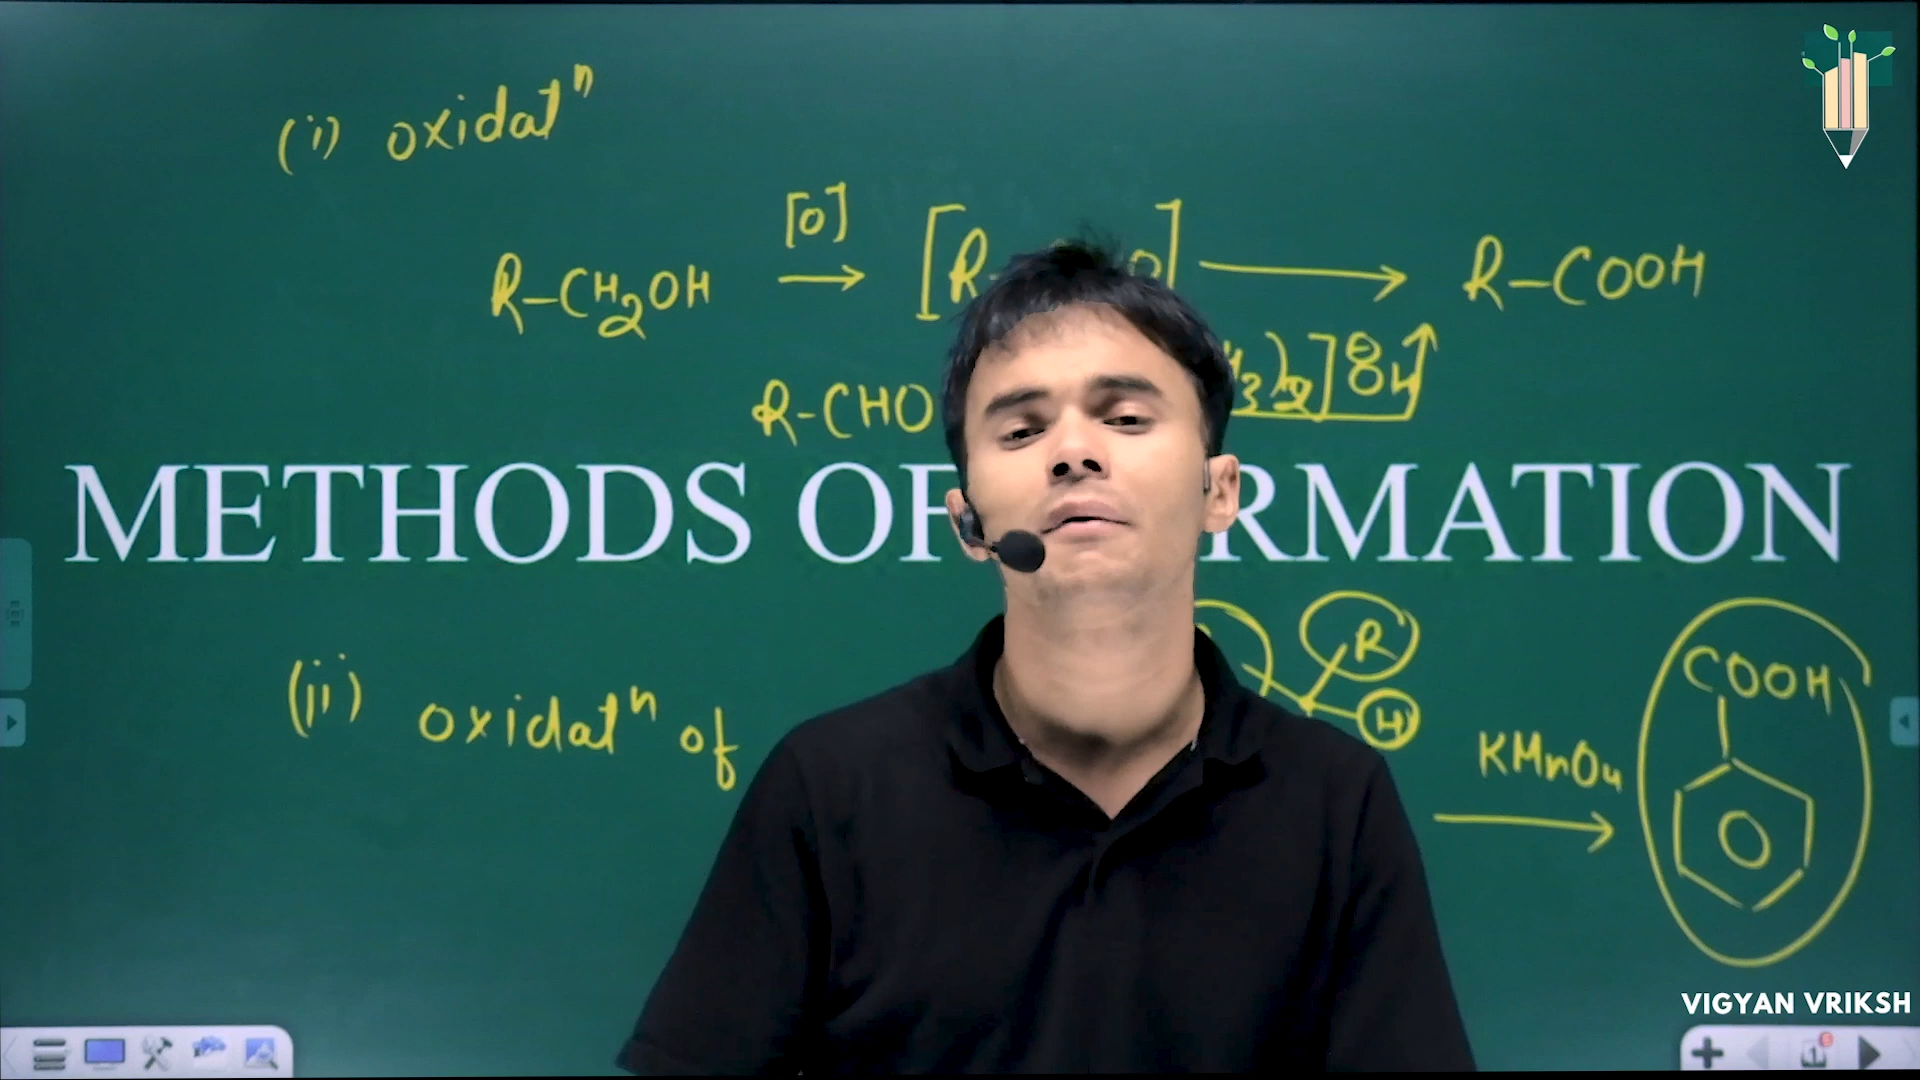 (i) oxidatⁿ
[O]
R-CH₂OH → [R- O] → R-COOH
R-CHO
METHODS OF RMATION
(ii) oxidatⁿ of
R
H
KMnO₄
COOH
VIGYAN VRIKSH